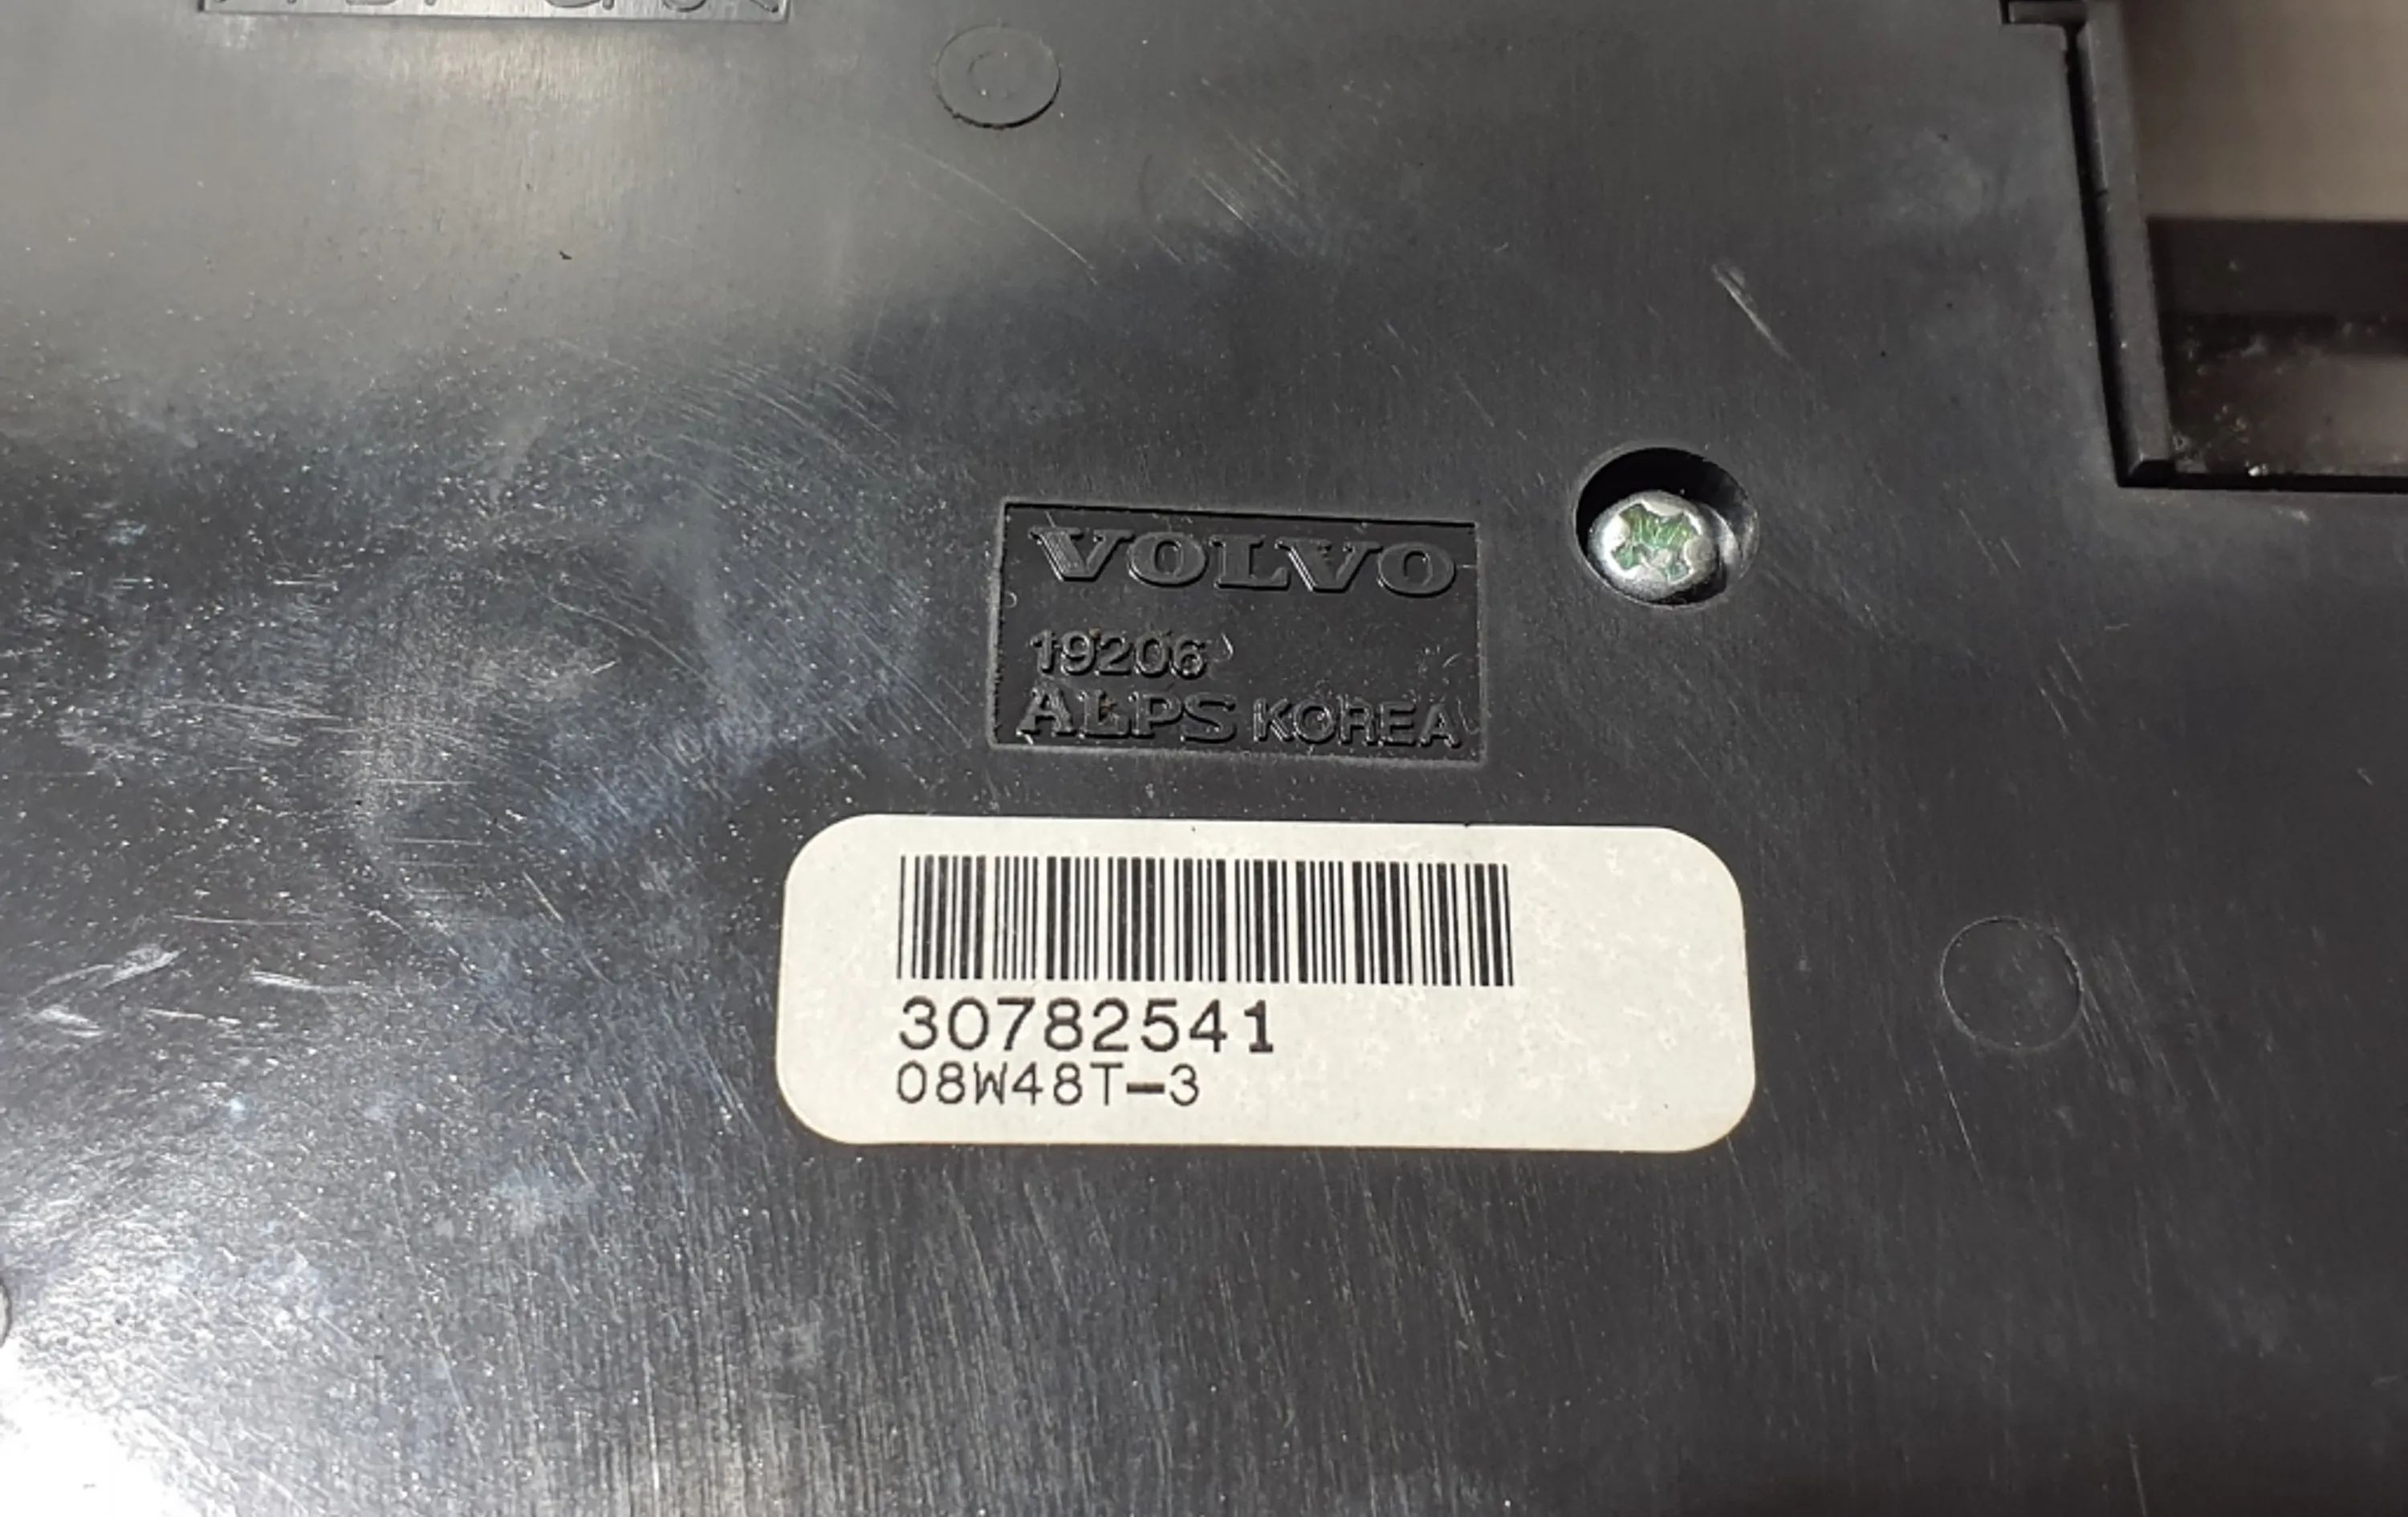 VOLVO
19206
ALPS KOREA
30782541
08W48T-3